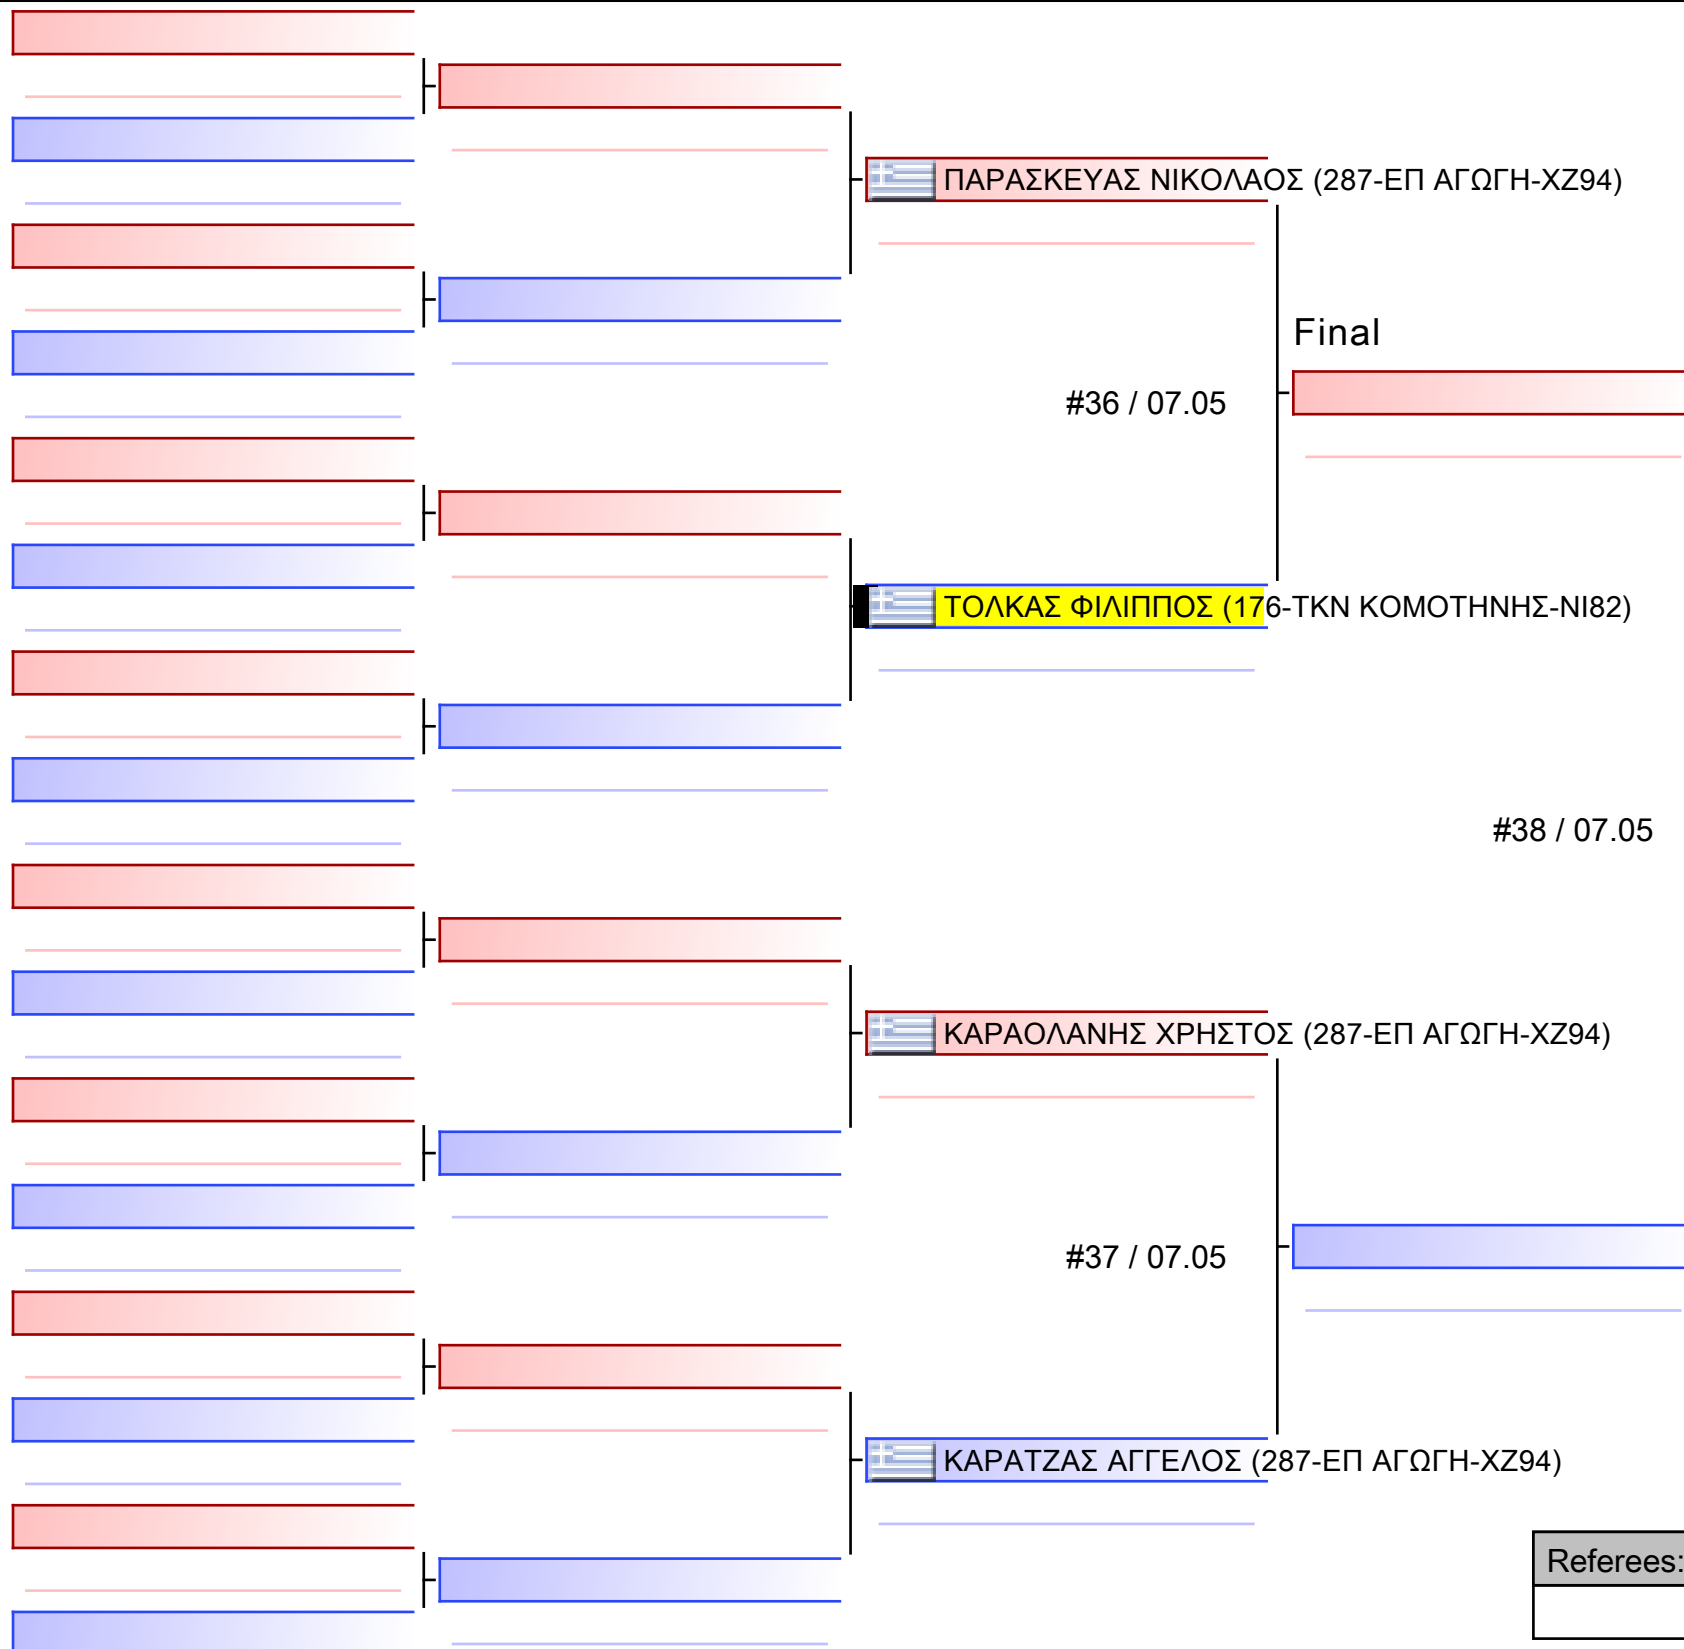 ΠΑΡΑΣΚΕΥΑΣ ΝΙΚΟΛΑΟΣ (287-ΕΠ ΑΓΩΓΗ-ΧΖ94)
Final
#36 / 07.05
ΤΟΛΚΑΣ ΦΙΛΙΠΠΟΣ (176-ΤΚΝ ΚΟΜΟΤΗΝΗΣ-ΝΙ82)
#38 / 07.05
ΚΑΡΑΟΛΑΝΗΣ ΧΡΗΣΤΟΣ (287-ΕΠ ΑΓΩΓΗ-ΧΖ94)
#37 / 07.05
ΚΑΡΑΤΖΑΣ ΑΓΓΕΛΟΣ (287-ΕΠ ΑΓΩΓΗ-ΧΖ94)
Referees: